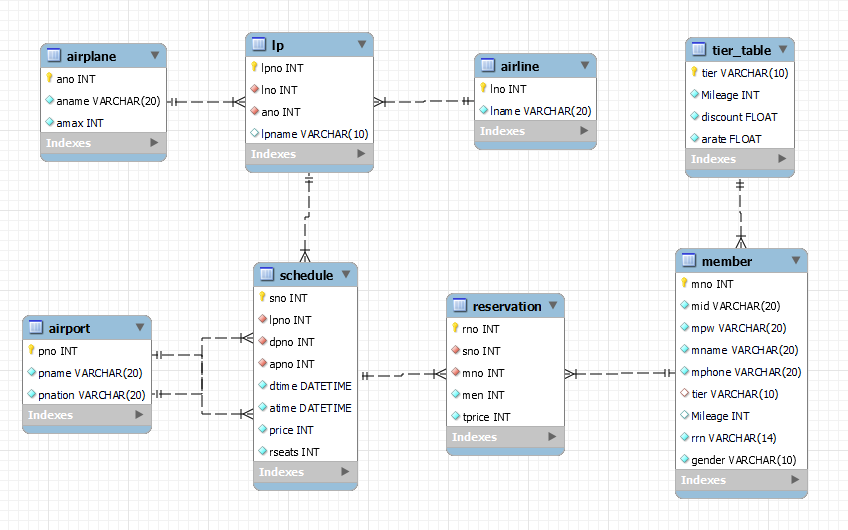 airplane
ano INT
aname VARCHAR(20)
amax INT
Indexes
lp
lpno INT
lno INT
ano INT
lpname VARCHAR(10)
Indexes
airline
lno INT
lname VARCHAR(20)
Indexes
tier_table
tier VARCHAR(10)
Mileage INT
discount FLOAT
arate FLOAT
Indexes
airport
pno INT
pname VARCHAR(20)
pnation VARCHAR(20)
Indexes
schedule
sno INT
lpno INT
dpno INT
apno INT
dtime DATETIME
atime DATETIME
price INT
rseats INT
Indexes
reservation
rno INT
sno INT
mno INT
men INT
tprice INT
Indexes
member
mno INT
mid VARCHAR(20)
mpw VARCHAR(20)
mname VARCHAR(20)
mphone VARCHAR(20)
tier VARCHAR(10)
Mileage INT
rrn VARCHAR(14)
gender VARCHAR(10)
Indexes